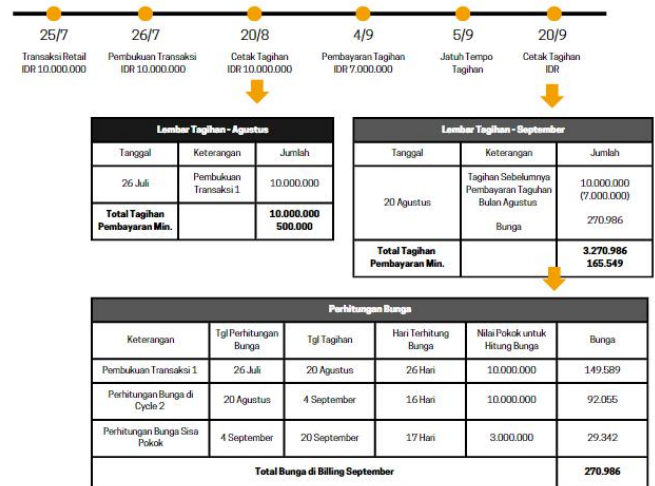 25/7
26/7
20/8
4/9
5/9
20/9
Transaksi Retail
IDR 10.000.000
Pembukuan Transaksi
IDR 10.000.000
Cetak Tagihan
IDR 10.000.000
Pembayaran Tagihan
IDR 7.000.000
Jatuh Tempo
Tagihan
Cetak Tagihan
IDR
Lembar Tagihan - Agustus
Tanggal Keterangan Jumlah
26 Juli
Pembukuan
Transaksi 1
10.000.000
Total Tagihan
Pembayaran Min.
10.000.000
500.000
Lembar Tagihan - September
Tanggal Keterangan Jumlah
20 Agustus
Tagihan Sebelumnya
Pembayaran Taguhan
Bulan Agustus
Bunga
10.000.000
(7.000.000)
270.986
Total Tagihan
Pembayaran Min.
3.270.986
165.549
Perhitungan Bunga
Keterangan
Tgl Perhitungan
Bunga
Tgl Tagihan
Hari Terhitung
Bunga
Nilai Pokok untuk
Hitung Bunga
Bunga
Pembukuan Transaksi 1 26 Juli 20 Agustus 26 Hari 10.000.000 149.589
Perhitungan Bunga di
Cycle 2
20 Agustus 4 September 16 Hari 10.000.000 92.055
Perhitungan Bunga Sisa
Pokok
4 September 20 September 17 Hari 3.000.000 29.342
Total Bunga di Billing September 270.986